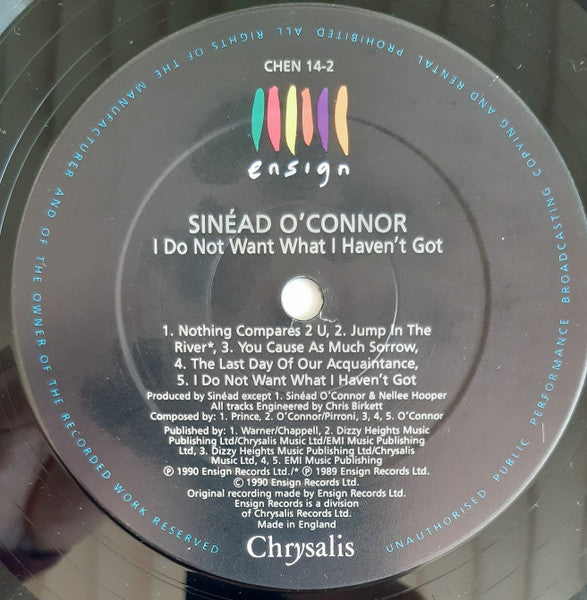 CHEN 14-2
ensign
SINÉAD O'CONNOR
I Do Not Want What I Haven't Got
1. Nothing Compares 2 U, 2. Jump In The
River*, 3. You Cause As Much Sorrow,
4. The Last Day Of Our Acquaintance,
5. I Do Not Want What I Haven't Got
Produced by Sinéad except 1. Sinéad O'Connor & Nellee Hooper
All tracks Engineered by Chris Birkett
Composed by: 1. Prince, 2. O'Connor/Pirroni, 3, 4, 5. O'Connor
Published by: 1. Warner/Chappell, 2. Dizzy Heights Music
Publishing Ltd/Chrysalis Music Ltd/EMI Music Publishing
Ltd, 3. Dizzy Heights Music Publishing Ltd/Chrysalis
Music Ltd, 4, 5. EMI Music Publishing
℗ 1990 Ensign Records Ltd./* ℗ 1989 Ensign Records Ltd.
© 1990 Ensign Records Ltd.
Original recording made by Ensign Records Ltd.
Ensign Records is a division
of Chrysalis Records Ltd.
Made in England
Chrysalis
ALL RIGHTS OF THE MANUFACTURER AND OF THE OWNER OF THE RECORDED WORK RESERVED
UNAUTHORISED PUBLIC PERFORMANCE BROADCASTING COPYING AND RENTAL PROHIBITED